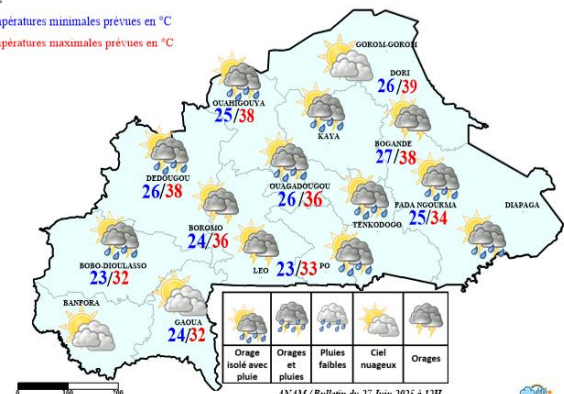 pératures minimales prévues en °C
pératures maximales prévues en °C
GOROM-GOROM
DORI
26/39
OUAHIGOUYA
25/38
KAYA
BOGANDE
27/38
DEDOUGOU
26/38
OUAGADOUGOU
26/36
FADA NGOURMA
25/34
DIAPAGA
TENKODOGO
BOROMO
24/36
BOBO-DIOULASSO
23/32
LEO
23/33
PO
BANFORA
GAOUA
24/32
Orage isolé avec pluie
Orages et pluies
Pluies faibles
Ciel nuageux
Orages
ANAM / Bulletin du 27 Juin 2025 à 12H